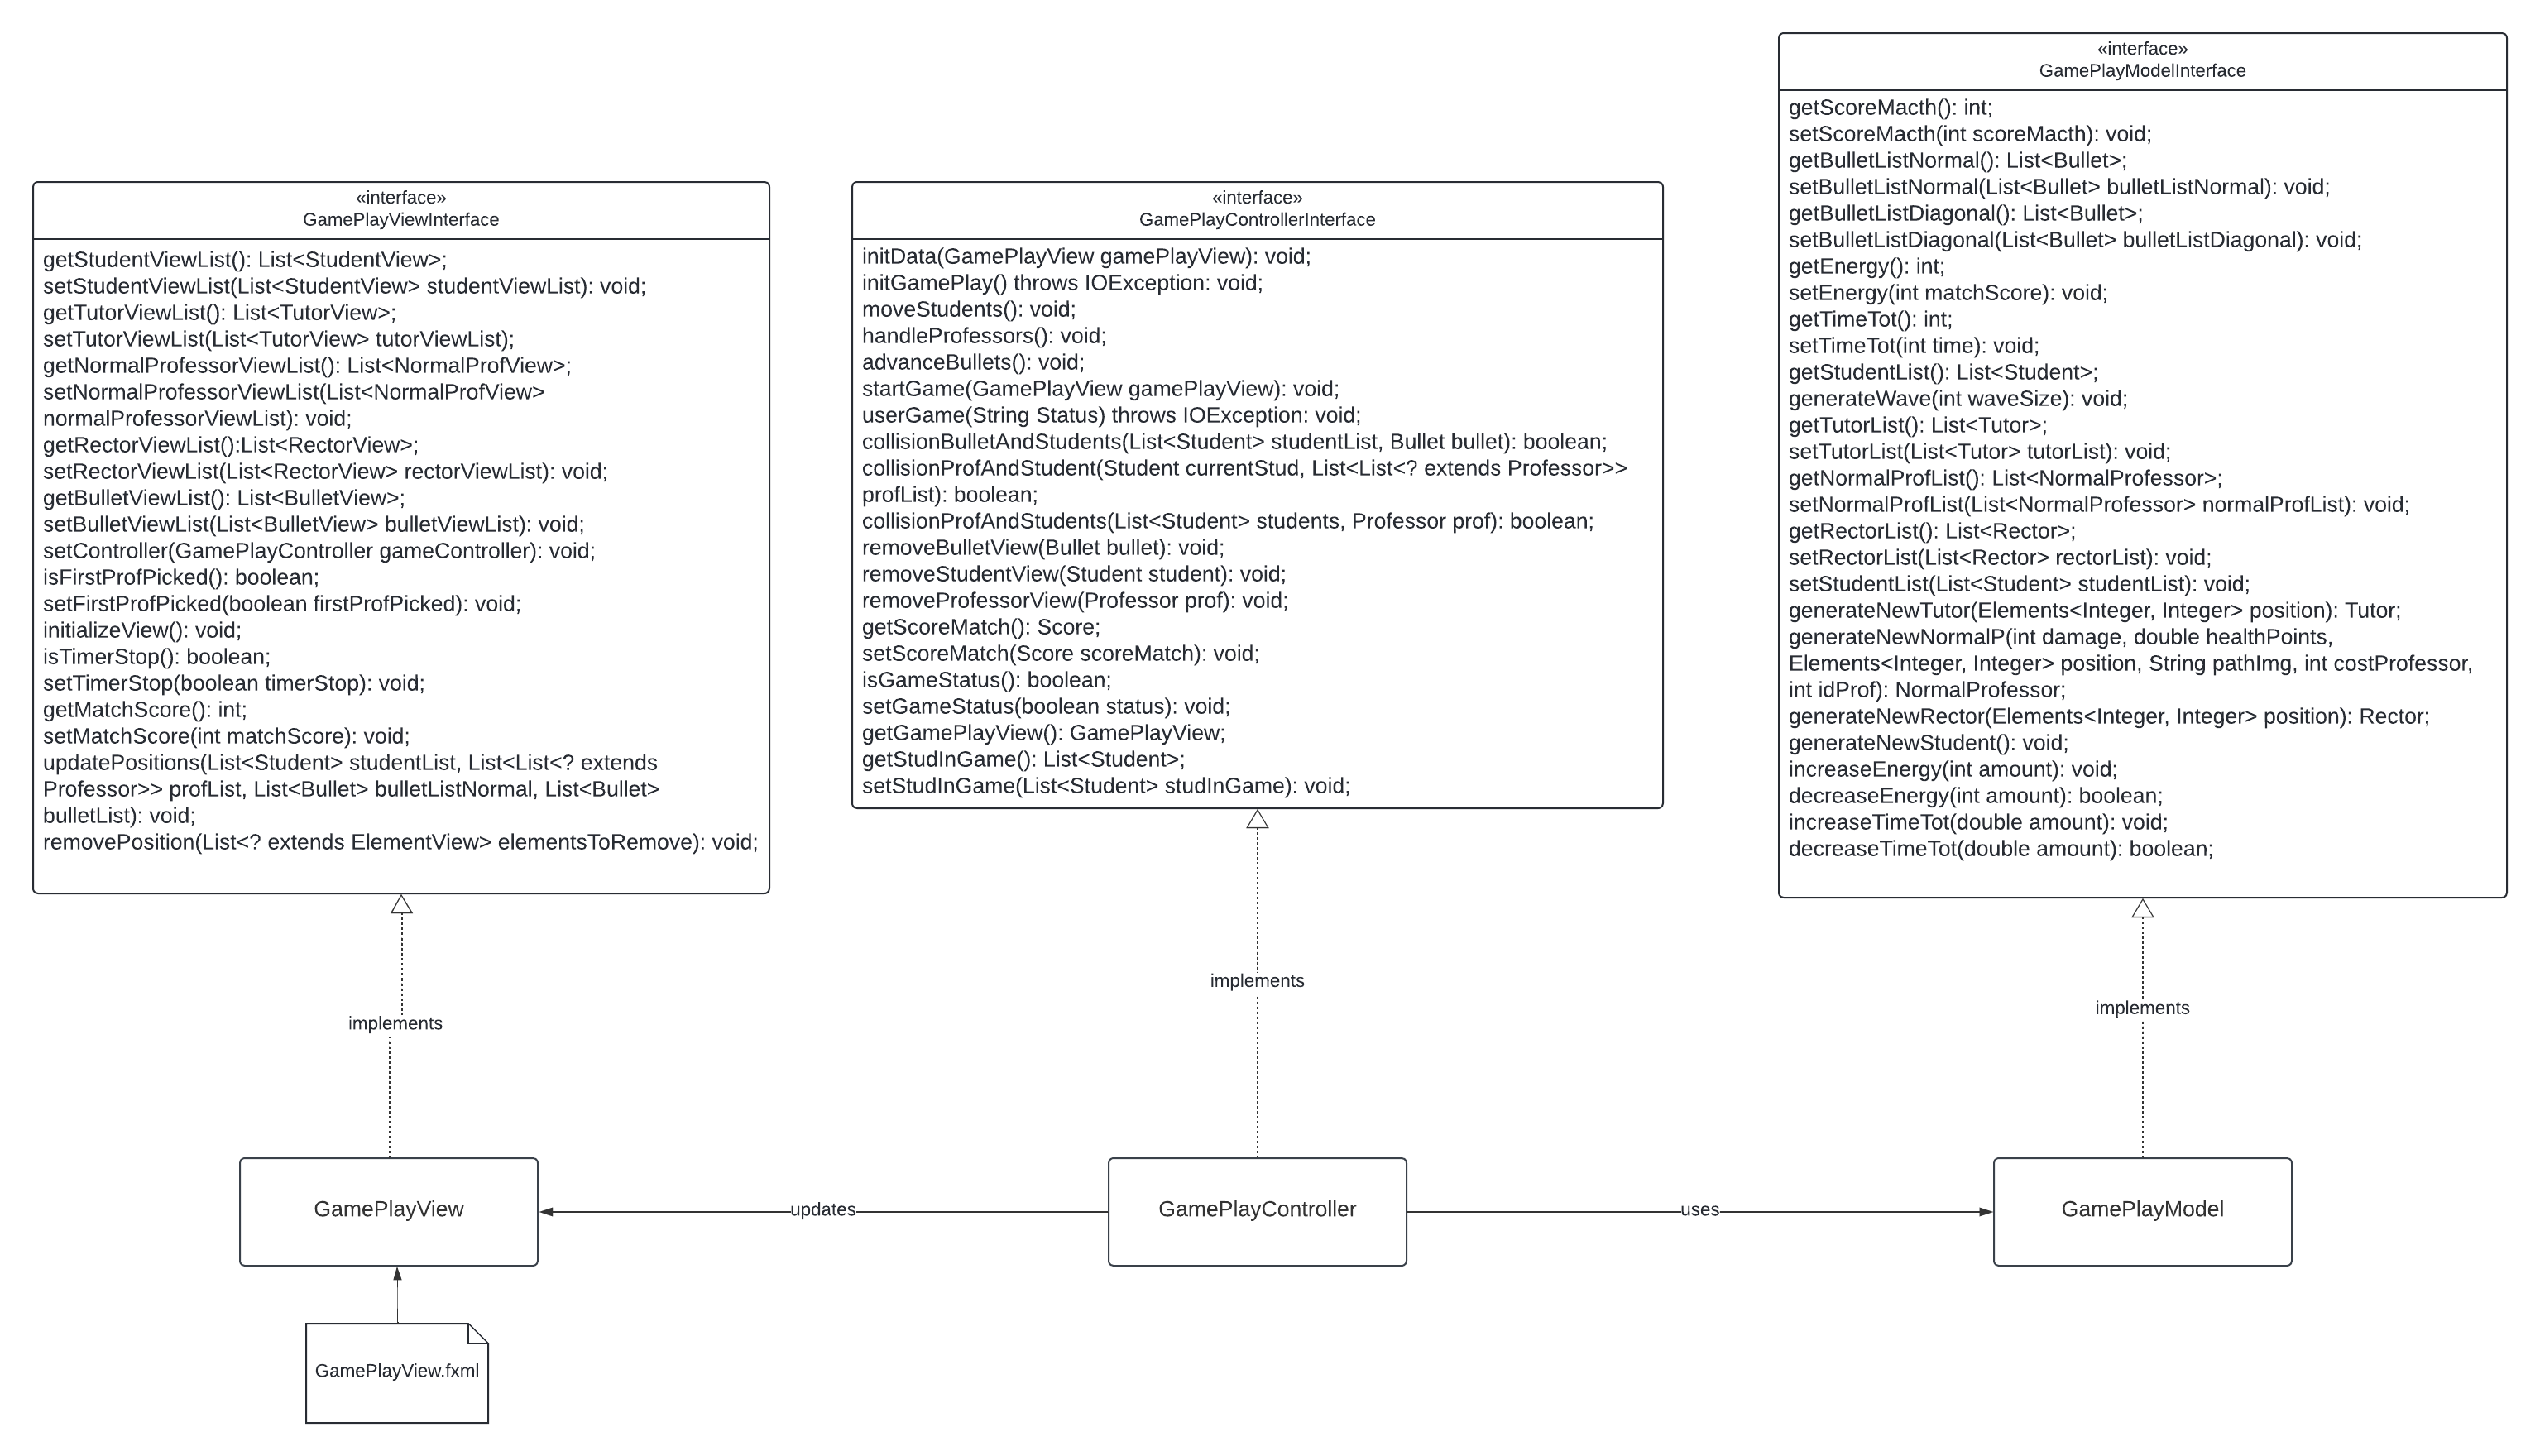 «interface»
GamePlayViewInterface
getStudentViewList(): List<StudentView>;
setStudentViewList(List<StudentView> studentViewList): void;
getTutorViewList(): List<TutorView>;
setTutorViewList(List<TutorView> tutorViewList);
getNormalProfessorViewList(): List<NormalProfView>;
setNormalProfessorViewList(List<NormalProfView>
normalProfessorViewList): void;
getRectorViewList():List<RectorView>;
setRectorViewList(List<RectorView> rectorViewList): void;
getBulletViewList(): List<BulletView>;
setBulletViewList(List<BulletView> bulletViewList): void;
setController(GamePlayController gameController): void;
isFirstProfPicked(): boolean;
setFirstProfPicked(boolean firstProfPicked): void;
initializeView(): void;
isTimerStop(): boolean;
setTimerStop(boolean timerStop): void;
getMatchScore(): int;
setMatchScore(int matchScore): void;
updatePositions(List<Student> studentList, List<List<? extends
Professor>> profList, List<Bullet> bulletListNormal, List<Bullet>
bulletList): void;
removePosition(List<? extends ElementView> elementsToRemove): void;
«interface»
GamePlayControllerInterface
initData(GamePlayView gamePlayView): void;
initGamePlay() throws IOException: void;
moveStudents(): void;
handleProfessors(): void;
advanceBullets(): void;
startGame(GamePlayView gamePlayView): void;
userGame(String Status) throws IOException: void;
collisionBulletAndStudents(List<Student> studentList, Bullet bullet): boolean;
collisionProfAndStudent(Student currentStud, List<List<? extends Professor>>
profList): boolean;
collisionProfAndStudents(List<Student> students, Professor prof): boolean;
removeBulletView(Bullet bullet): void;
removeStudentView(Student student): void;
removeProfessorView(Professor prof): void;
getScoreMatch(): Score;
setScoreMatch(Score scoreMatch): void;
isGameStatus(): boolean;
setGameStatus(boolean status): void;
getGamePlayView(): GamePlayView;
getStudInGame(): List<Student>;
setStudInGame(List<Student> studInGame): void;
«interface»
GamePlayModelInterface
getScoreMacth(): int;
setScoreMacth(int scoreMacth): void;
getBulletListNormal(): List<Bullet>;
setBulletListNormal(List<Bullet> bulletListNormal): void;
getBulletListDiagonal(): List<Bullet>;
setBulletListDiagonal(List<Bullet> bulletListDiagonal): void;
getEnergy(): int;
setEnergy(int matchScore): void;
getTimeTot(): int;
setTimeTot(int time): void;
getStudentList(): List<Student>;
generateWave(int waveSize): void;
getTutorList(): List<Tutor>;
setTutorList(List<Tutor> tutorList): void;
getNormalProfList(): List<NormalProfessor>;
setNormalProfList(List<NormalProfessor> normalProfList): void;
getRectorList(): List<Rector>;
setRectorList(List<Rector> rectorList): void;
setStudentList(List<Student> studentList): void;
generateNewTutor(Elements<Integer, Integer> position): Tutor;
generateNewNormalP(int damage, double healthPoints,
Elements<Integer, Integer> position, String pathImg, int costProfessor,
int idProf): NormalProfessor;
generateNewRector(Elements<Integer, Integer> position): Rector;
generateNewStudent(): void;
increaseEnergy(int amount): void;
decreaseEnergy(int amount): boolean;
increaseTimeTot(double amount): void;
decreaseTimeTot(double amount): boolean;
implements
implements
implements
GamePlayView
updates
GamePlayController
uses
GamePlayModel
GamePlayView.fxml